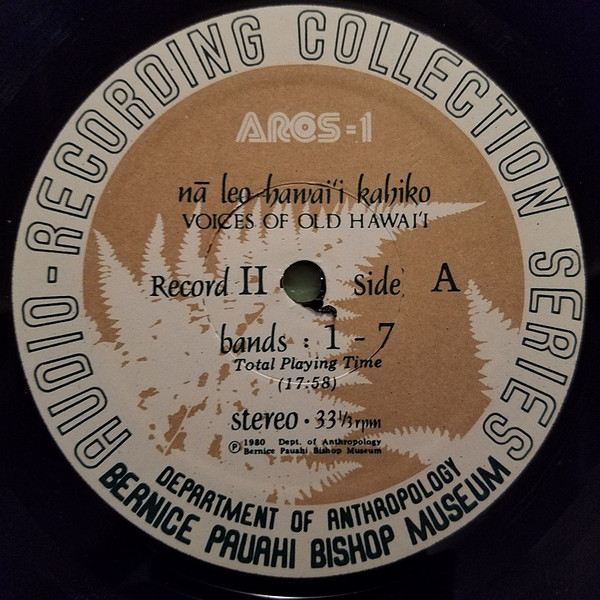 AUDIO-RECORDING COLLECTION SERIES
ARCS-1
nā leo hawai'i kahiko
VOICES OF OLD HAWAI'I
Record II Side A
bands : 1 - 7
Total Playing Time
(17:58)
stereo · 33 1/3 rpm
℗ 1980 Dept. of Anthropology
Bernice Pauahi Bishop Museum
DEPARTMENT OF ANTHROPOLOGY
BERNICE PAUAHI BISHOP MUSEUM